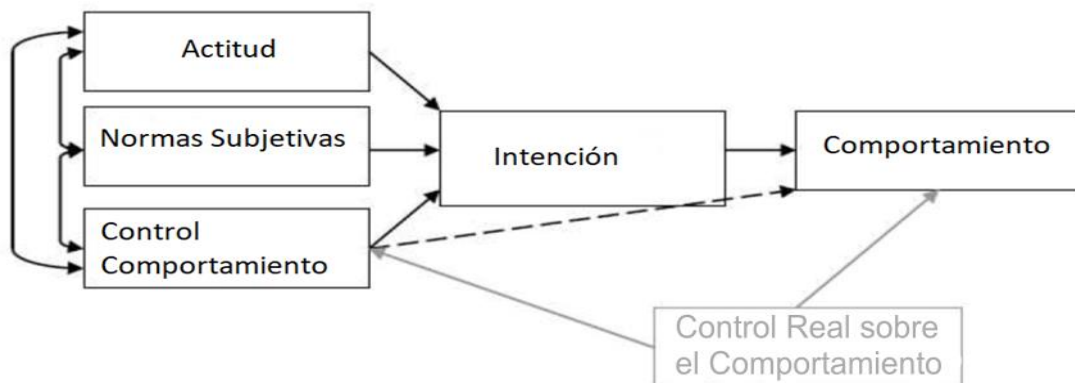 Actitud
Normas Subjetivas
Intención
Comportamiento
Control
Comportamiento
Control Real sobre
el Comportamiento